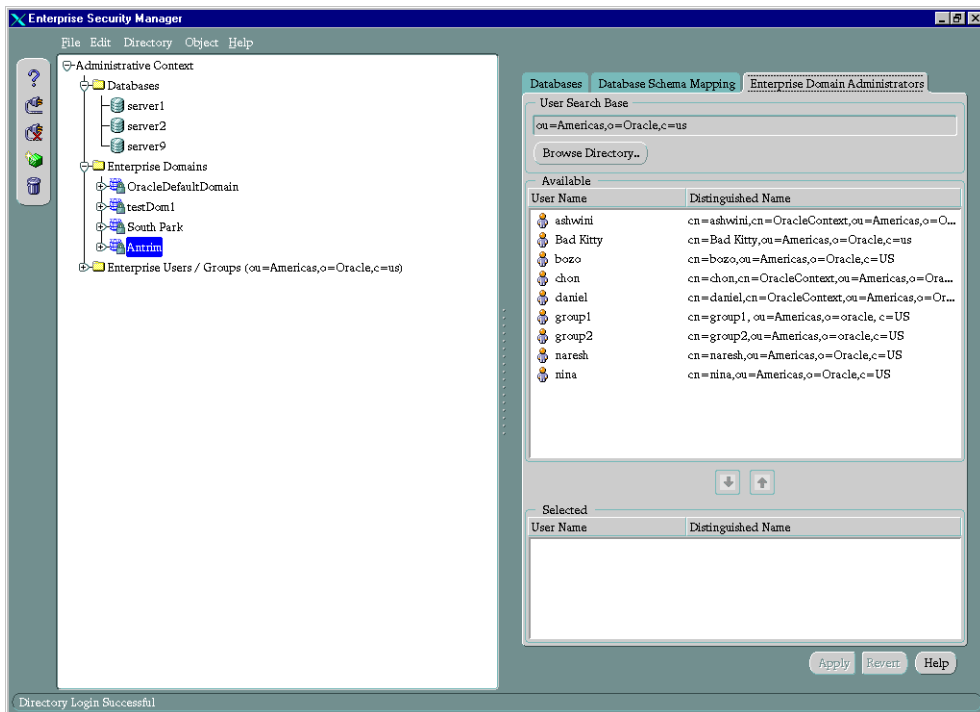 Enterprise Security Manager
File Edit Directory Object Help
Administrative Context
Databases
server1
server2
server9
Enterprise Domains
OracleDefaultDomain
testDom1
South Park
Antrim
Enterprise Users / Groups (ou=Americas,o=Oracle,c=us)
Databases Database Schema Mapping Enterprise Domain Administrators
User Search Base
ou=Americas,o=Oracle,c=us
Browse Directory..
Available
User Name Distinguished Name
ashwini cn=ashwini,cn=OracleContext,ou=Americas,o=O...
Bad Kitty cn=Bad Kitty,ou=Americas,o=Oracle,c=us
bozo cn=bozo,ou=Americas,o=Oracle,c=US
chon cn=chon,cn=OracleContext,ou=Americas,o=Ora...
daniel cn=daniel,cn=OracleContext,ou=Americas,o=Or...
group1 cn=group1, ou=Americas,o=oracle, c=US
group2 cn=group2,ou=Americas,o=oracle,c=US
naresh cn=naresh,ou=Americas,o=Oracle,c=US
nina cn=nina,ou=Americas,o=Oracle,c=US
Selected
User Name Distinguished Name
Apply Revert Help
Directory Login Successful